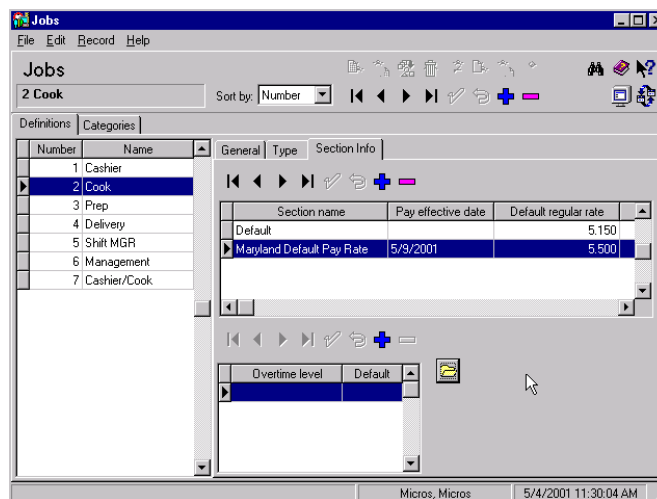 Jobs
File Edit Record Help
Jobs
2 Cook
Sort by: Number
Definitions Categories
Number Name
1 Cashier
2 Cook
3 Prep
4 Delivery
5 Shift MGR
6 Management
7 Cashier/Cook
General Type Section Info
Section name Pay effective date Default regular rate
Default 5.150
Maryland Default Pay Rate 5/9/2001 5.500
Overtime level Default
Micros, Micros 5/4/2001 11:30:04 AM